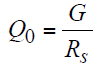 Q₀ = G / Rₛ